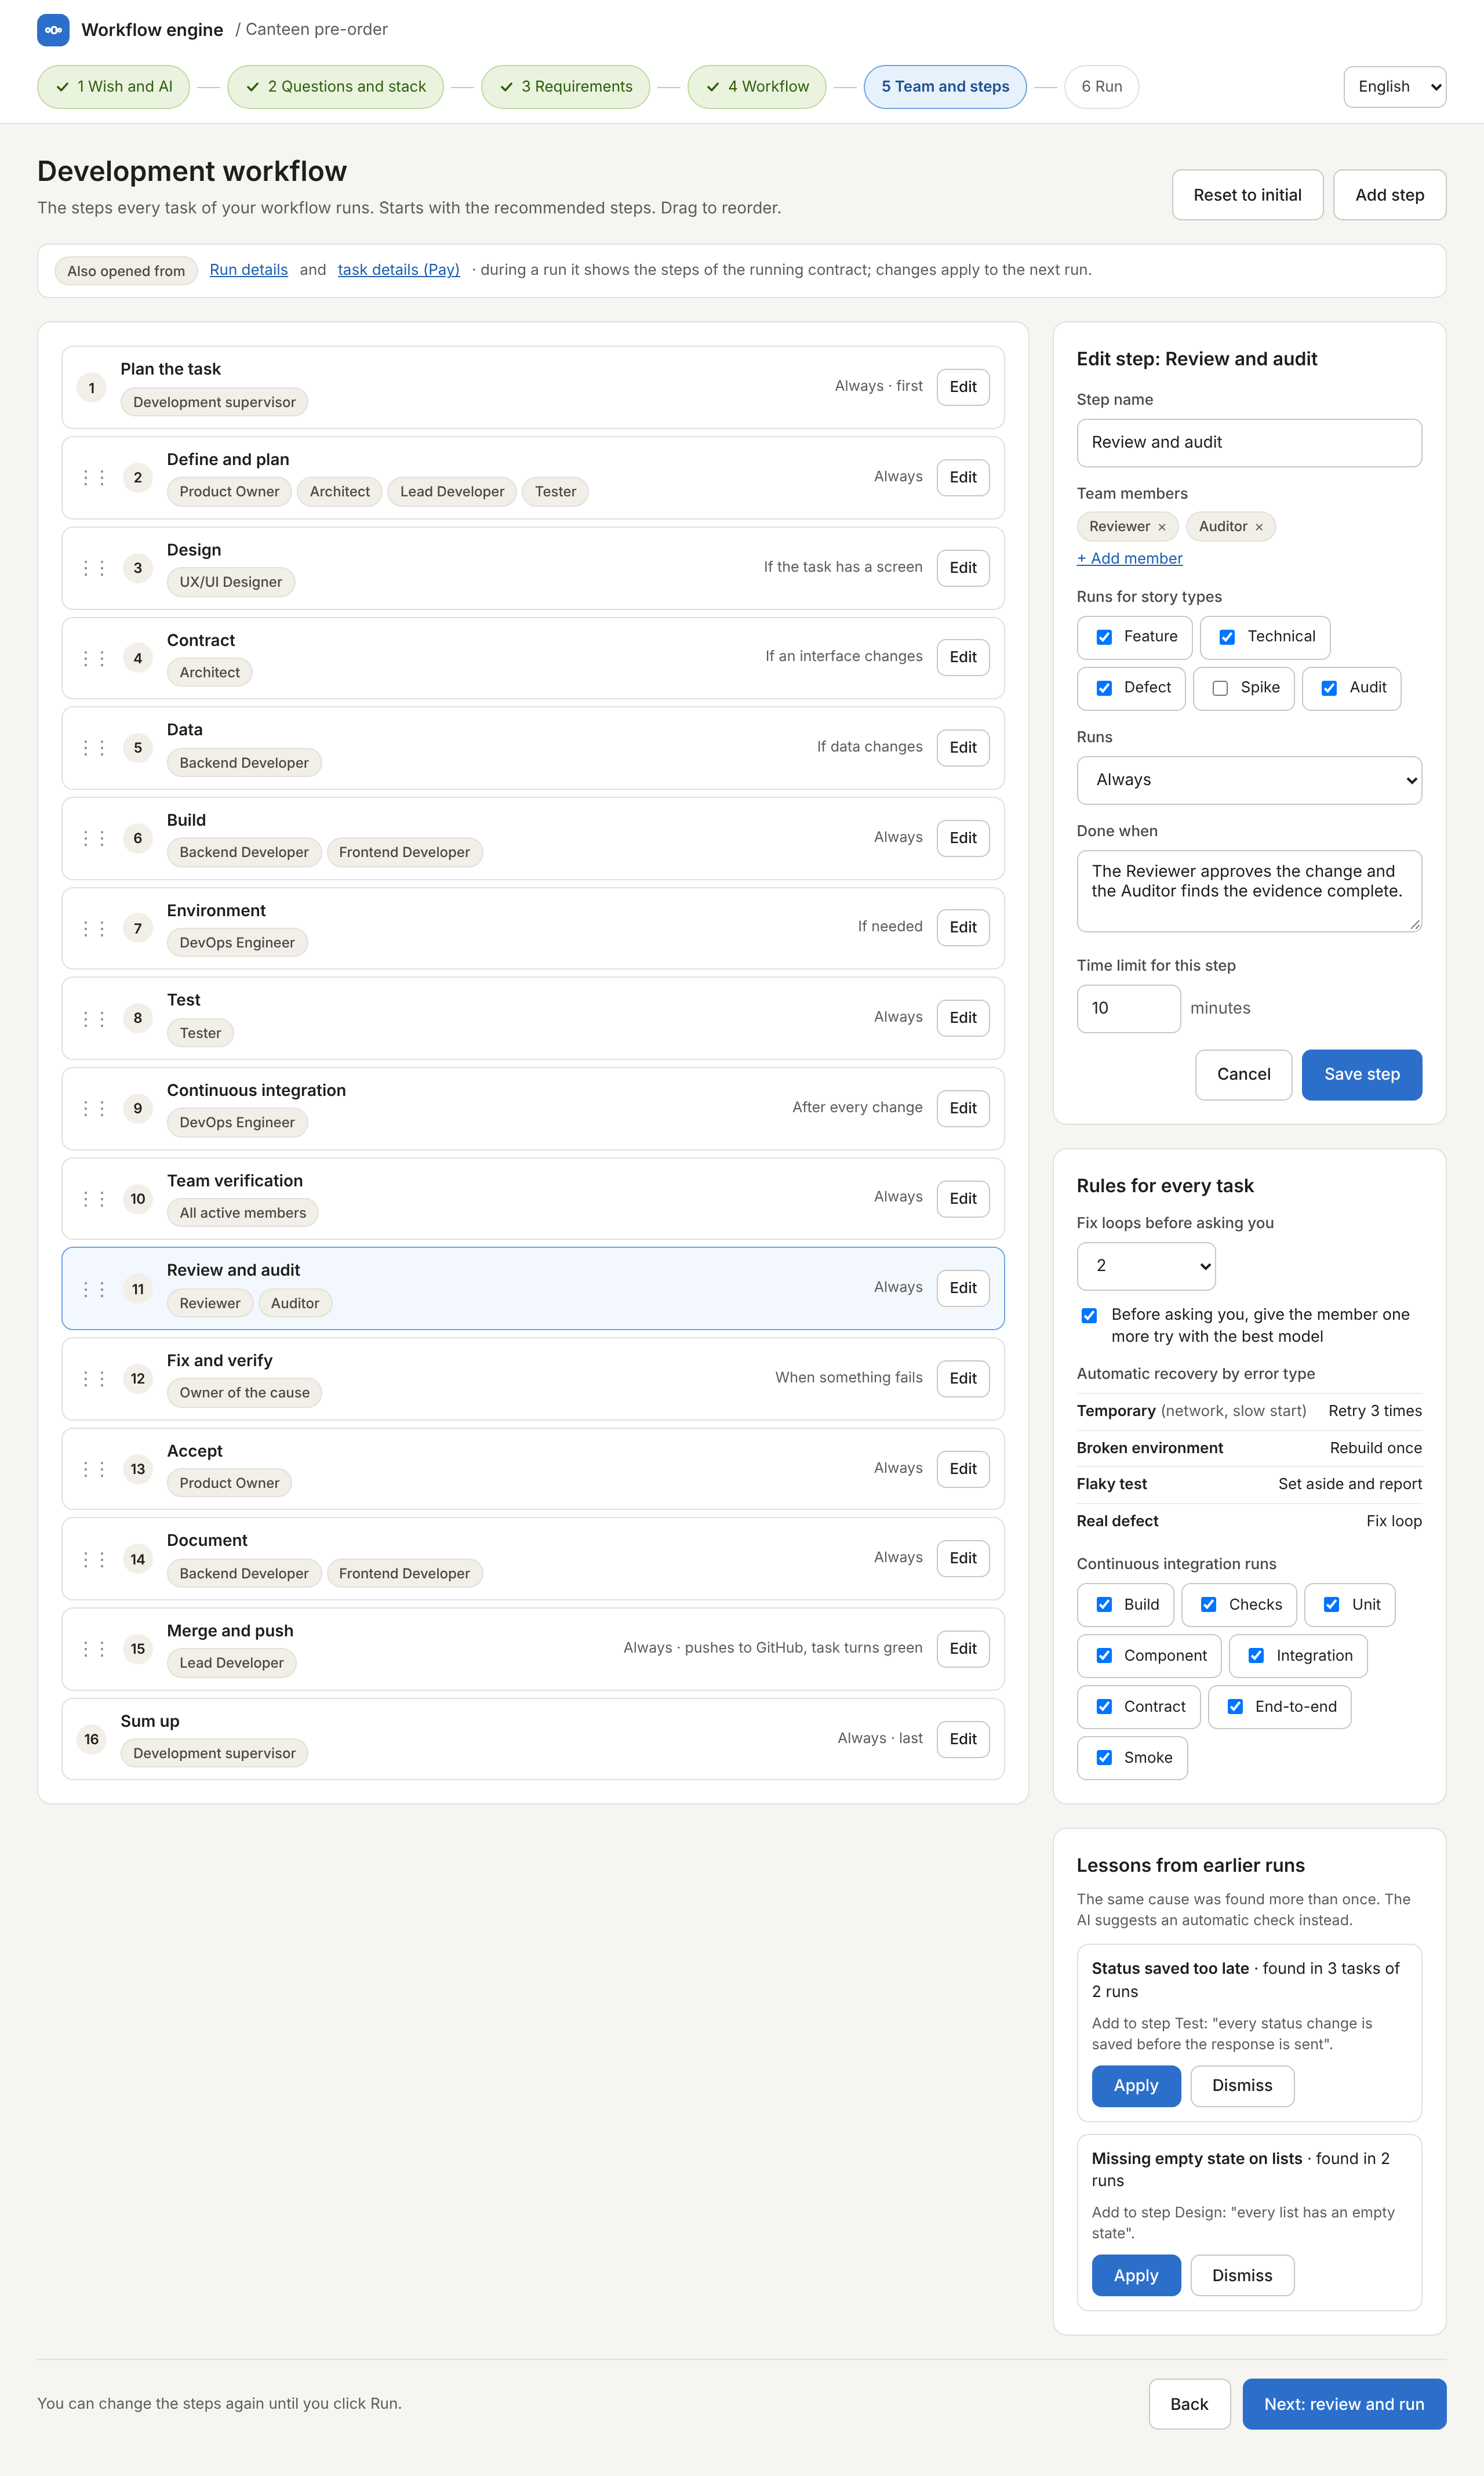 Workflow engine / Canteen pre-order
1 Wish and AI
2 Questions and stack
3 Requirements
4 Workflow
5 Team and steps
6 Run
English
Development workflow
The steps every task of your workflow runs. Starts with the recommended steps. Drag to reorder.
Reset to initial
Add step
Also opened from Run details and task details (Pay) · during a run it shows the steps of the running contract; changes apply to the next run.
1
Plan the task
Development supervisor
Always · first
Edit
2
Define and plan
Product Owner Architect Lead Developer Tester
Always
Edit
3
Design
UX/UI Designer
If the task has a screen
Edit
4
Contract
Architect
If an interface changes
Edit
5
Data
Backend Developer
If data changes
Edit
6
Build
Backend Developer Frontend Developer
Always
Edit
7
Environment
DevOps Engineer
If needed
Edit
8
Test
Tester
Always
Edit
9
Continuous integration
DevOps Engineer
After every change
Edit
10
Team verification
All active members
Always
Edit
11
Review and audit
Reviewer Auditor
Always
Edit
12
Fix and verify
Owner of the cause
When something fails
Edit
13
Accept
Product Owner
Always
Edit
14
Document
Backend Developer Frontend Developer
Always
Edit
15
Merge and push
Lead Developer
Always · pushes to GitHub, task turns green
Edit
16
Sum up
Development supervisor
Always · last
Edit
Edit step: Review and audit
Step name
Review and audit
Team members
Reviewer × Auditor ×
+ Add member
Runs for story types
Feature Technical
Defect Spike Audit
Runs
Always
Done when
The Reviewer approves the change and
the Auditor finds the evidence complete.
Time limit for this step
10 minutes
Cancel Save step
Rules for every task
Fix loops before asking you
2
Before asking you, give the member one
more try with the best model
Automatic recovery by error type
Temporary (network, slow start) Retry 3 times
Broken environment Rebuild once
Flaky test Set aside and report
Real defect Fix loop
Continuous integration runs
Build Checks Unit
Component Integration
Contract End-to-end
Smoke
Lessons from earlier runs
The same cause was found more than once. The
AI suggests an automatic check instead.
Status saved too late · found in 3 tasks of
2 runs
Add to step Test: "every status change is
saved before the response is sent".
Apply Dismiss
Missing empty state on lists · found in 2
runs
Add to step Design: "every list has an empty
state".
Apply Dismiss
You can change the steps again until you click Run.
Back Next: review and run